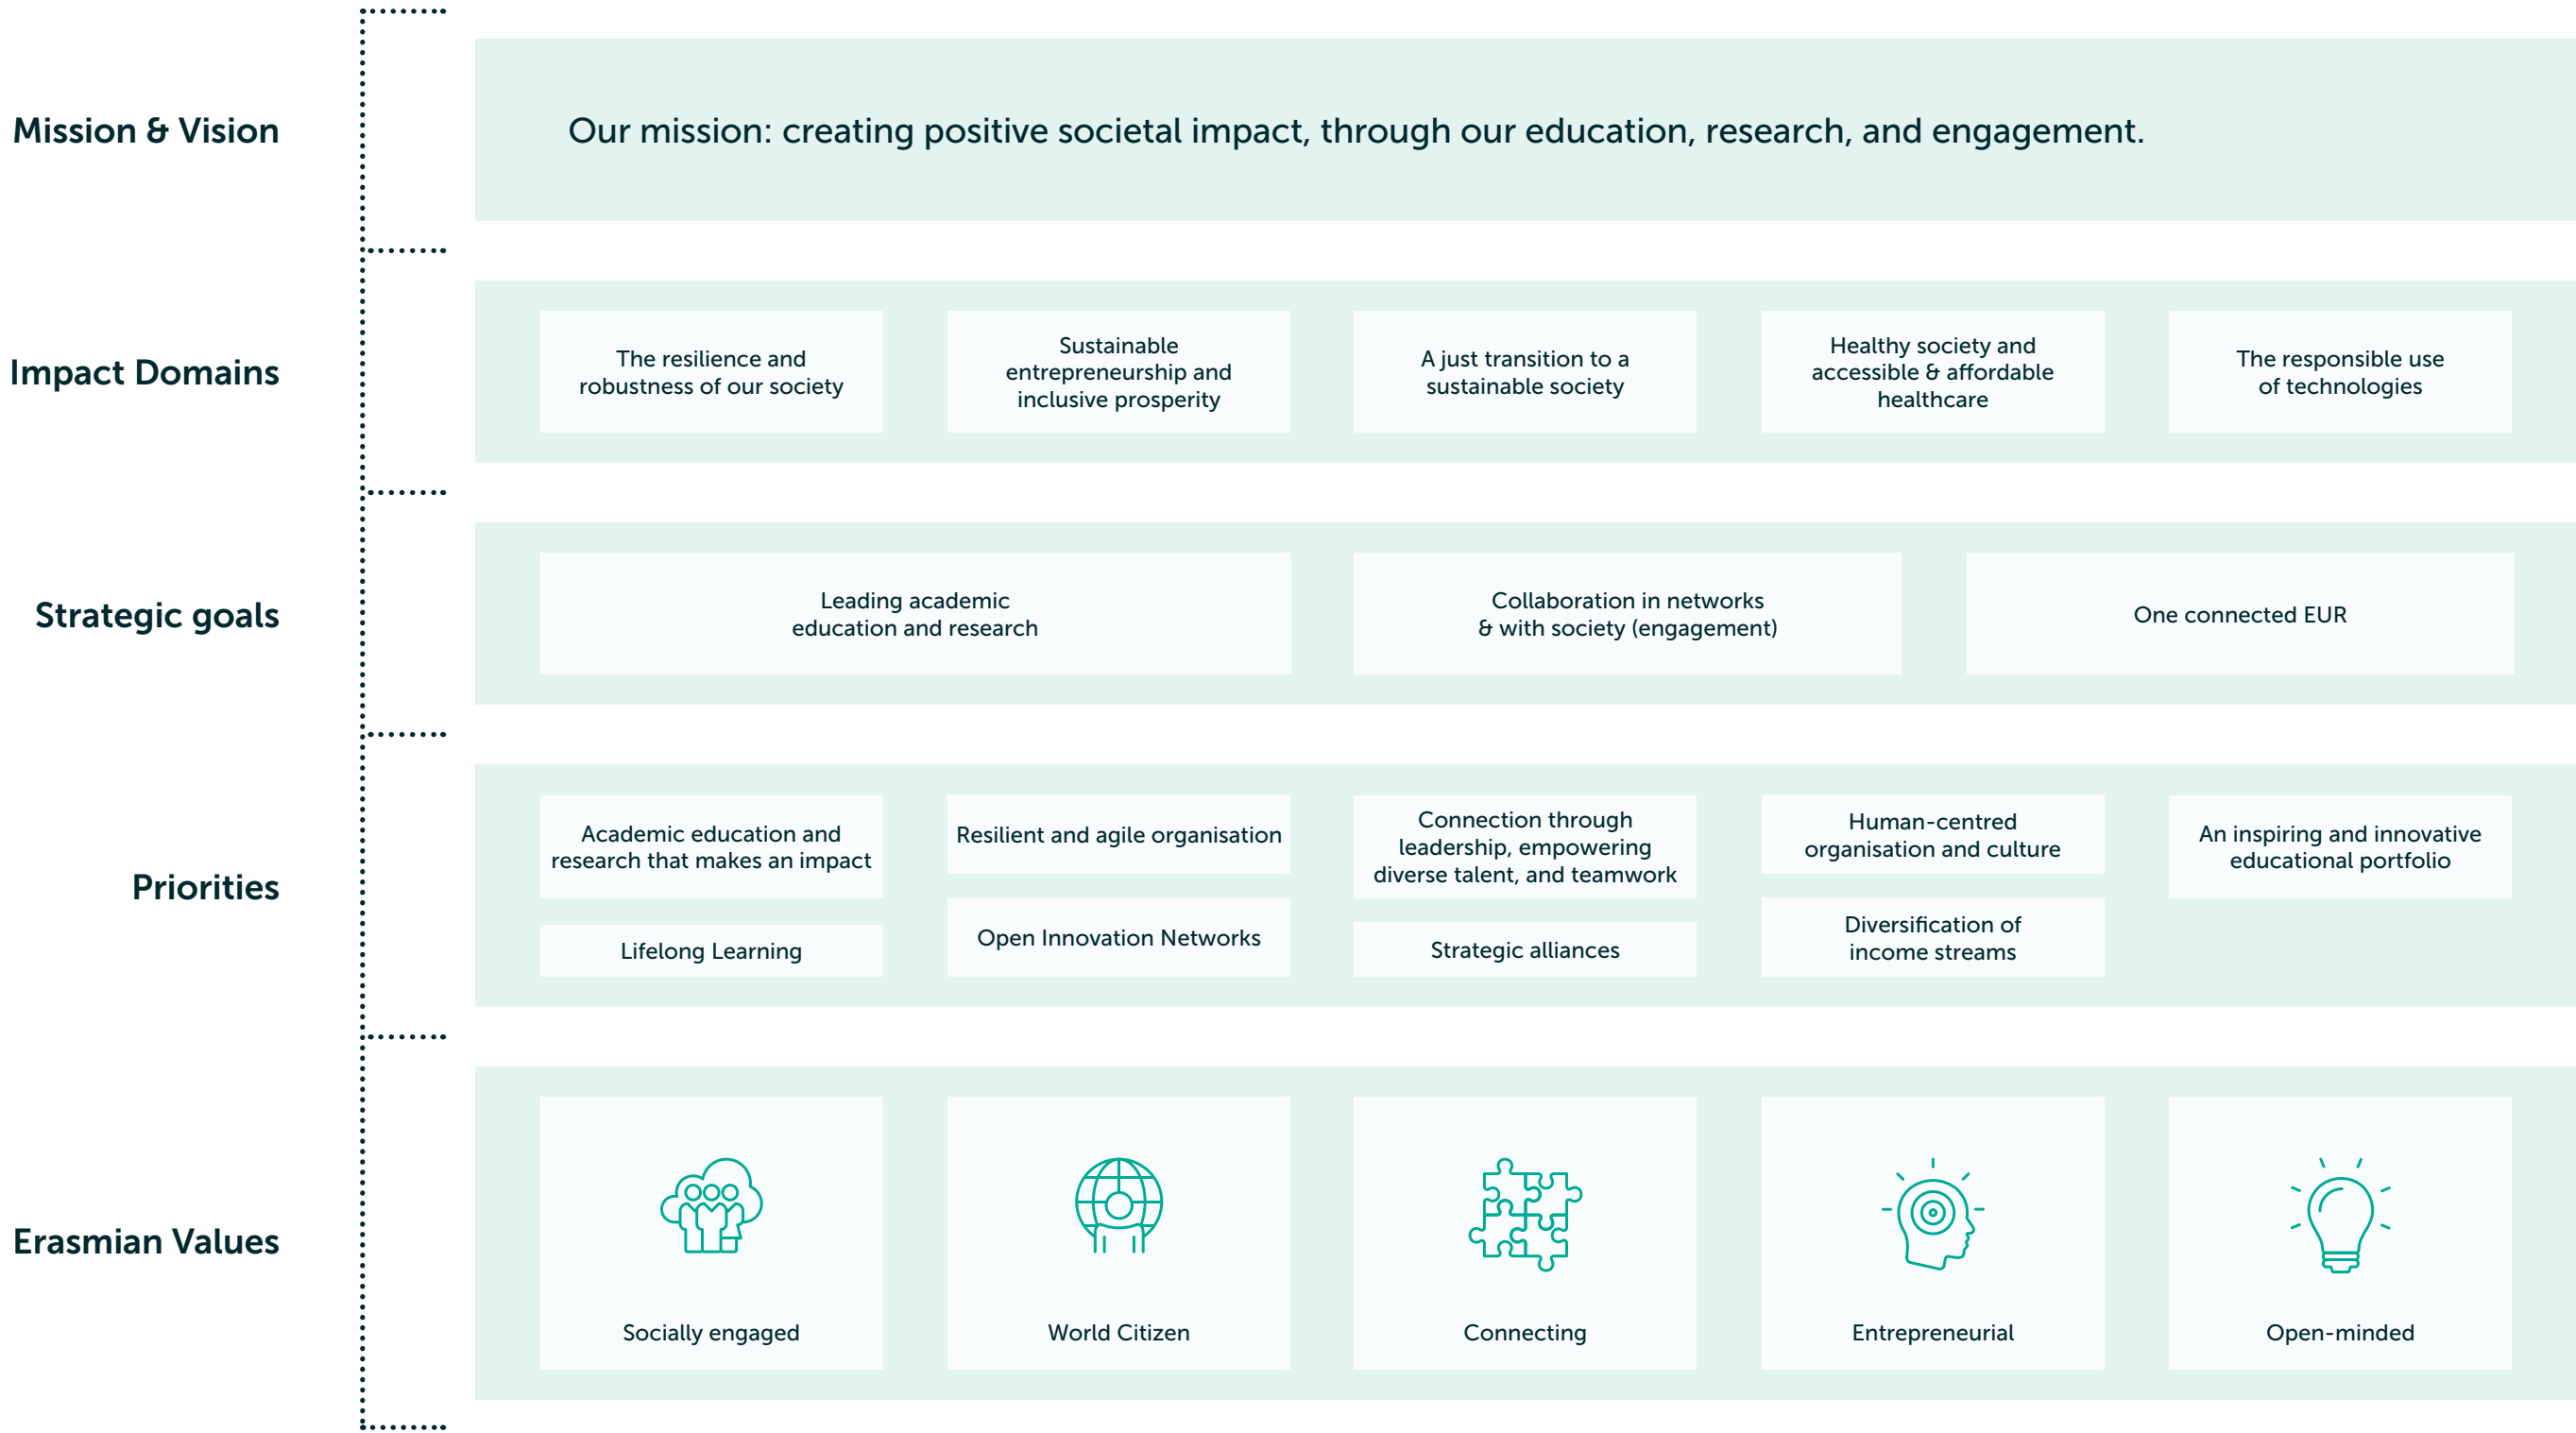 Mission & Vision
Our mission: creating positive societal impact, through our education, research, and engagement.
Impact Domains
The resilience and
robustness of our society
Sustainable
entrepreneurship and
inclusive prosperity
A just transition to a
sustainable society
Healthy society and
accessible & affordable
healthcare
The responsible use
of technologies
Strategic goals
Leading academic
education and research
Collaboration in networks
& with society (engagement)
One connected EUR
Priorities
Academic education and
research that makes an impact
Resilient and agile organisation
Connection through
leadership, empowering
diverse talent, and teamwork
Human-centred
organisation and culture
An inspiring and innovative
educational portfolio
Lifelong Learning
Open Innovation Networks
Strategic alliances
Diversification of
income streams
Erasmian Values
Socially engaged
World Citizen
Connecting
Entrepreneurial
Open-minded